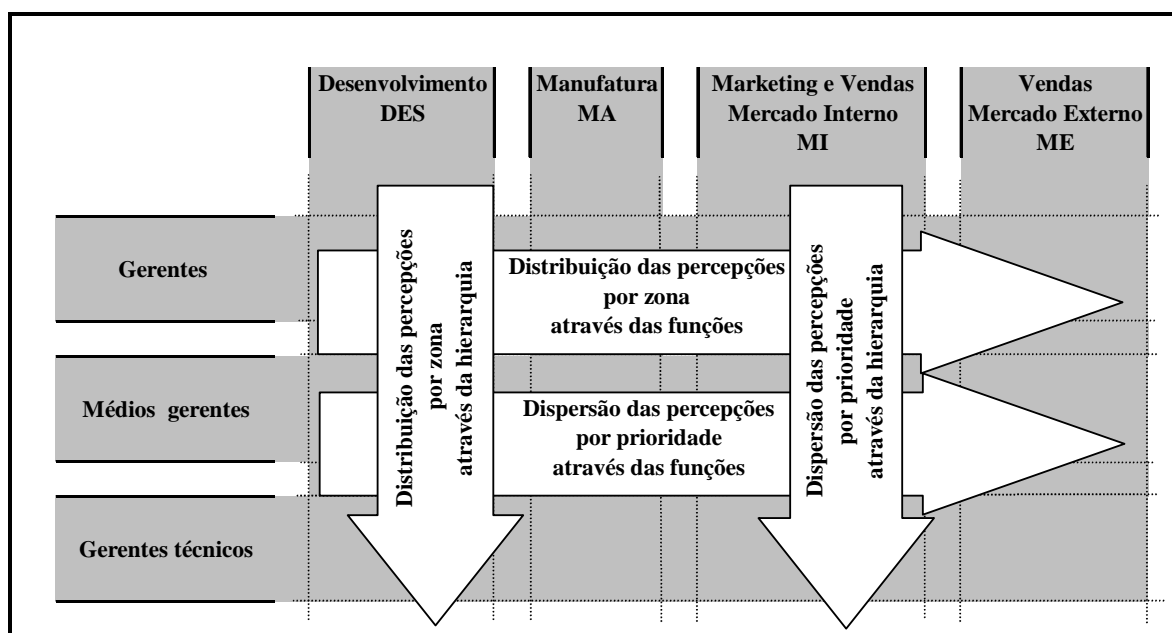 Desenvolvimento
DES
Manufatura
MA
Marketing e Vendas
Mercado Interno
MI
Vendas
Mercado Externo
ME
Gerentes
Médios gerentes
Gerentes técnicos
Distribuição das percepções
por zona
através da hierarquia
Distribuição das percepções
por zona
através das funções
Dispersão das percepções
por prioridade
através das funções
Dispersão das percepções
por prioridade
através da hierarquia